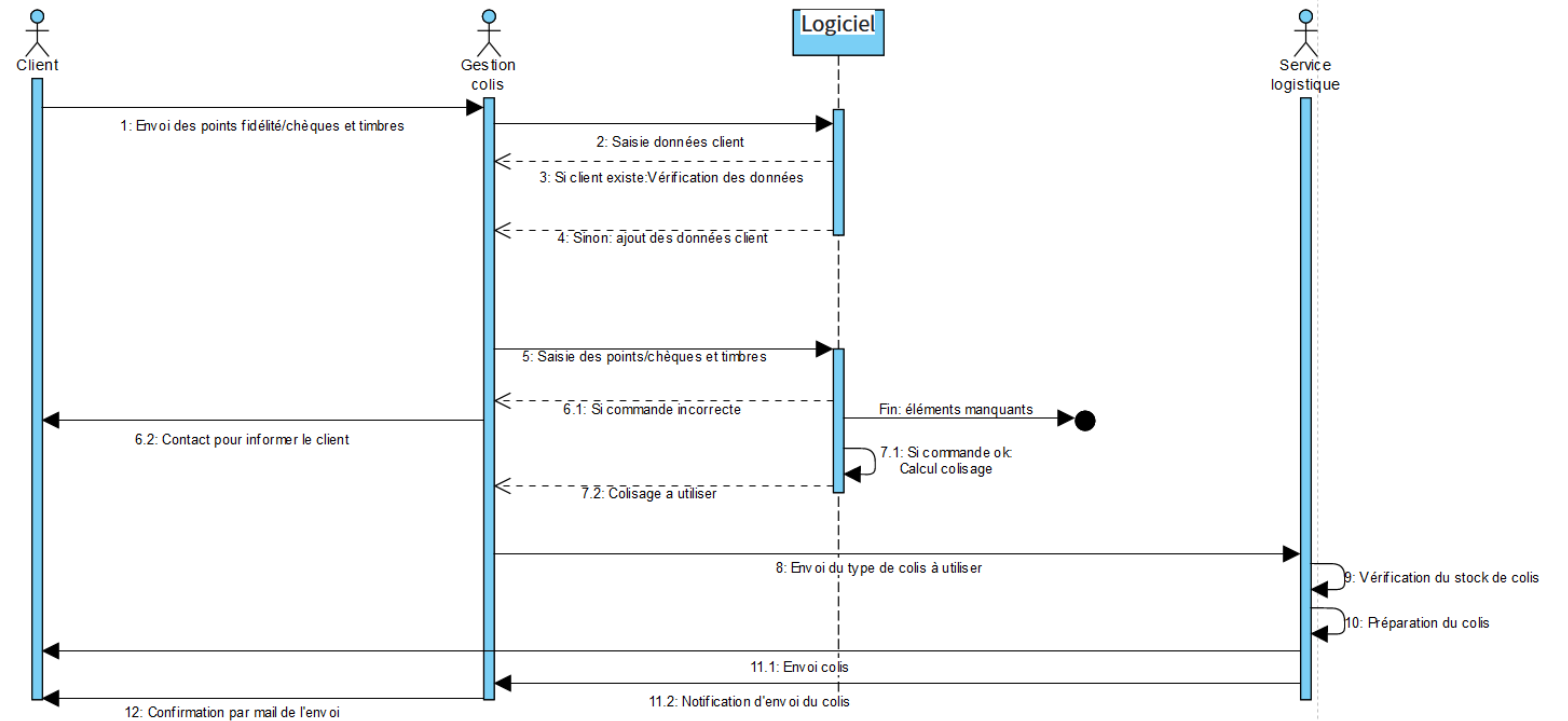 Client
Gestion
colis
Logiciel
Service
logistique
1: Envoi des points fidélité/chèques et timbres
2: Saisie données client
3: Si client existe:Vérification des données
4: Sinon: ajout des données client
5: Saisie des points/chèques et timbres
6.1: Si commande incorrecte
Fin: éléments manquants
6.2: Contact pour informer le client
7.1: Si commande ok:
Calcul colisage
7.2: Colisage a utiliser
8: Envoi du type de colis à utiliser
9: Vérification du stock de colis
10: Préparation du colis
11.1: Envoi colis
11.2: Notification d'envoi du colis
12: Confirmation par mail de l'envoi